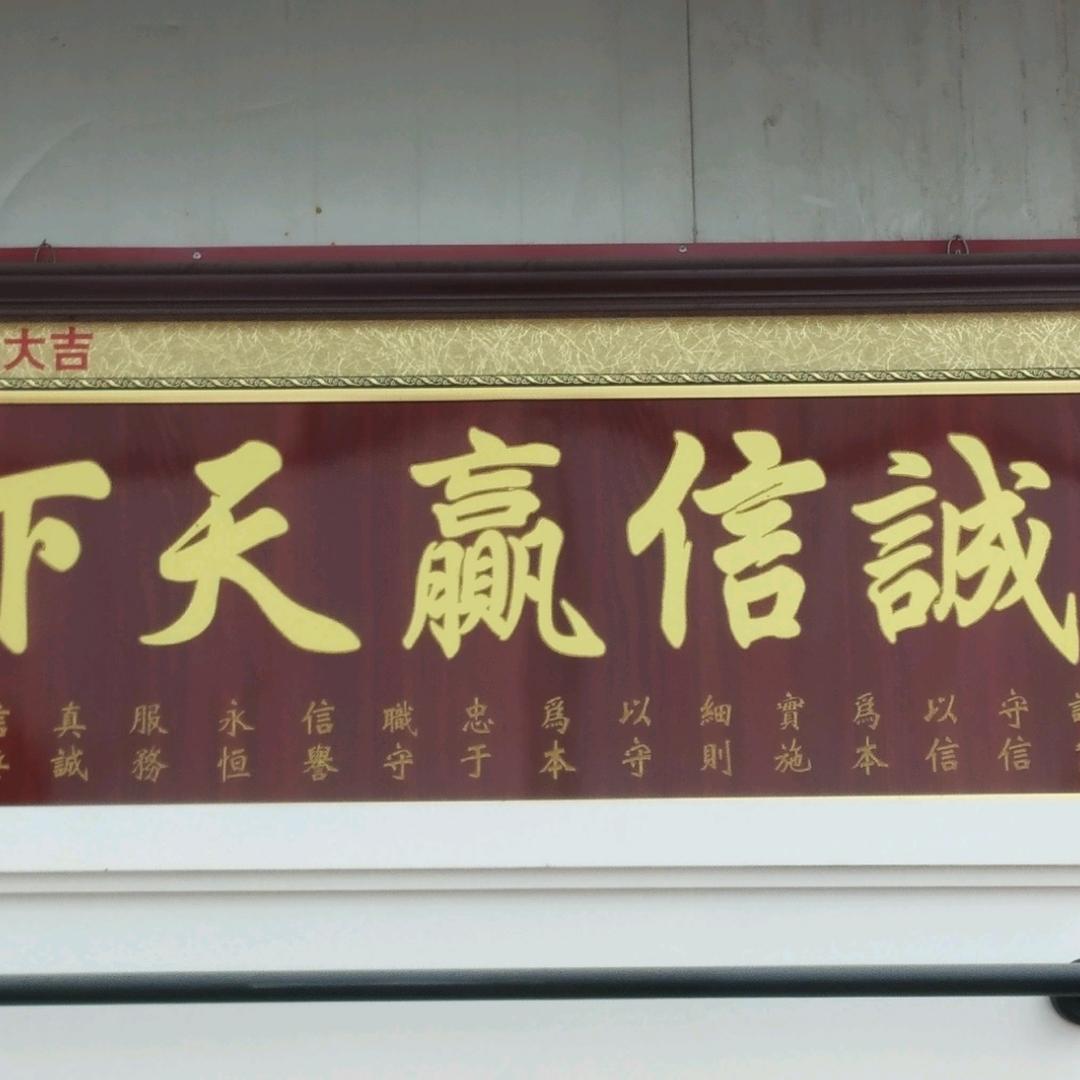 大吉
誠信贏天下
守信 以信 爲本 實施 細則 以守 爲本 忠于 職守 信譽 永恒 服務 真誠